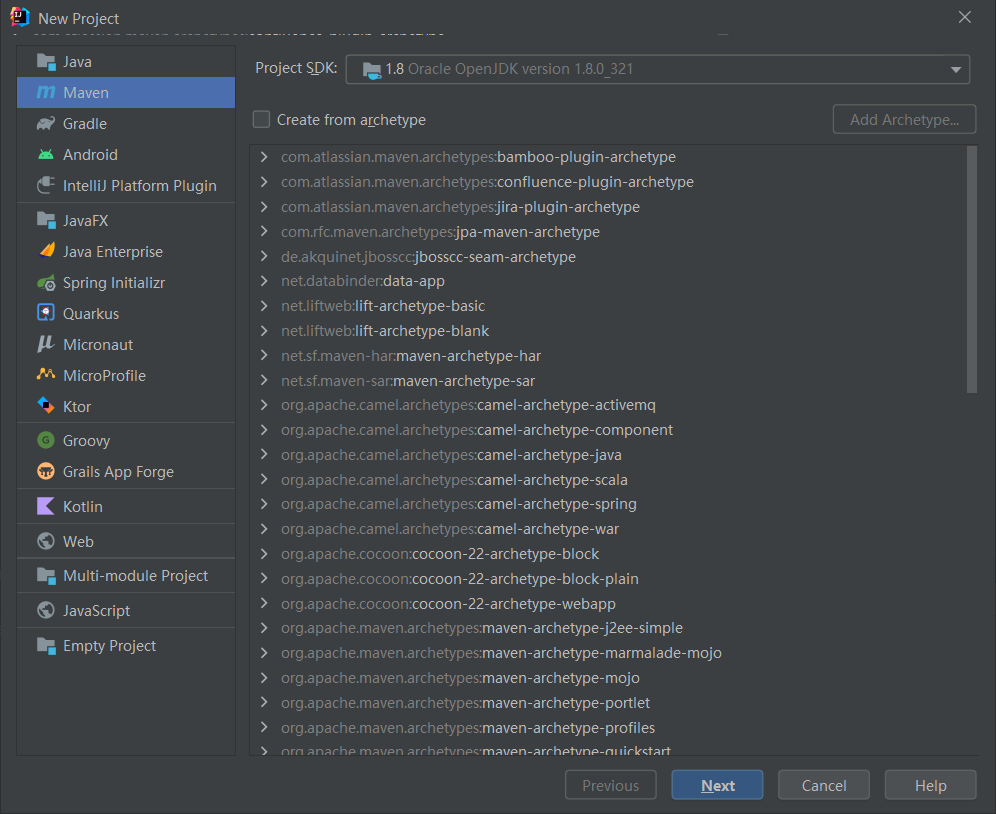 New Project
Java
Maven
Gradle
Android
IntelliJ Platform Plugin
JavaFX
Java Enterprise
Spring Initializr
Quarkus
Micronaut
MicroProfile
Ktor
Groovy
Grails App Forge
Kotlin
Web
Multi-module Project
JavaScript
Empty Project
Project SDK:
1.8 Oracle OpenJDK version 1.8.0_321
Create from archetype
Add Archetype...
com.atlassian.maven.archetypes:bamboo-plugin-archetype
com.atlassian.maven.archetypes:confluence-plugin-archetype
com.atlassian.maven.archetypes:jira-plugin-archetype
com.rfc.maven.archetypes:jpa-maven-archetype
de.akquinet.jbosscc:jbosscc-seam-archetype
net.databinder:data-app
net.liftweb:lift-archetype-basic
net.liftweb:lift-archetype-blank
net.sf.maven-har:maven-archetype-har
net.sf.maven-sar:maven-archetype-sar
org.apache.camel.archetypes:camel-archetype-activemq
org.apache.camel.archetypes:camel-archetype-component
org.apache.camel.archetypes:camel-archetype-java
org.apache.camel.archetypes:camel-archetype-scala
org.apache.camel.archetypes:camel-archetype-spring
org.apache.camel.archetypes:camel-archetype-war
org.apache.cocoon:cocoon-22-archetype-block
org.apache.cocoon:cocoon-22-archetype-block-plain
org.apache.cocoon:cocoon-22-archetype-webapp
org.apache.maven.archetypes:maven-archetype-j2ee-simple
org.apache.maven.archetypes:maven-archetype-marmalade-mojo
org.apache.maven.archetypes:maven-archetype-mojo
org.apache.maven.archetypes:maven-archetype-portlet
org.apache.maven.archetypes:maven-archetype-profiles
org.apache.maven.archetypes:maven-archetype-quickstart
Previous
Next
Cancel
Help